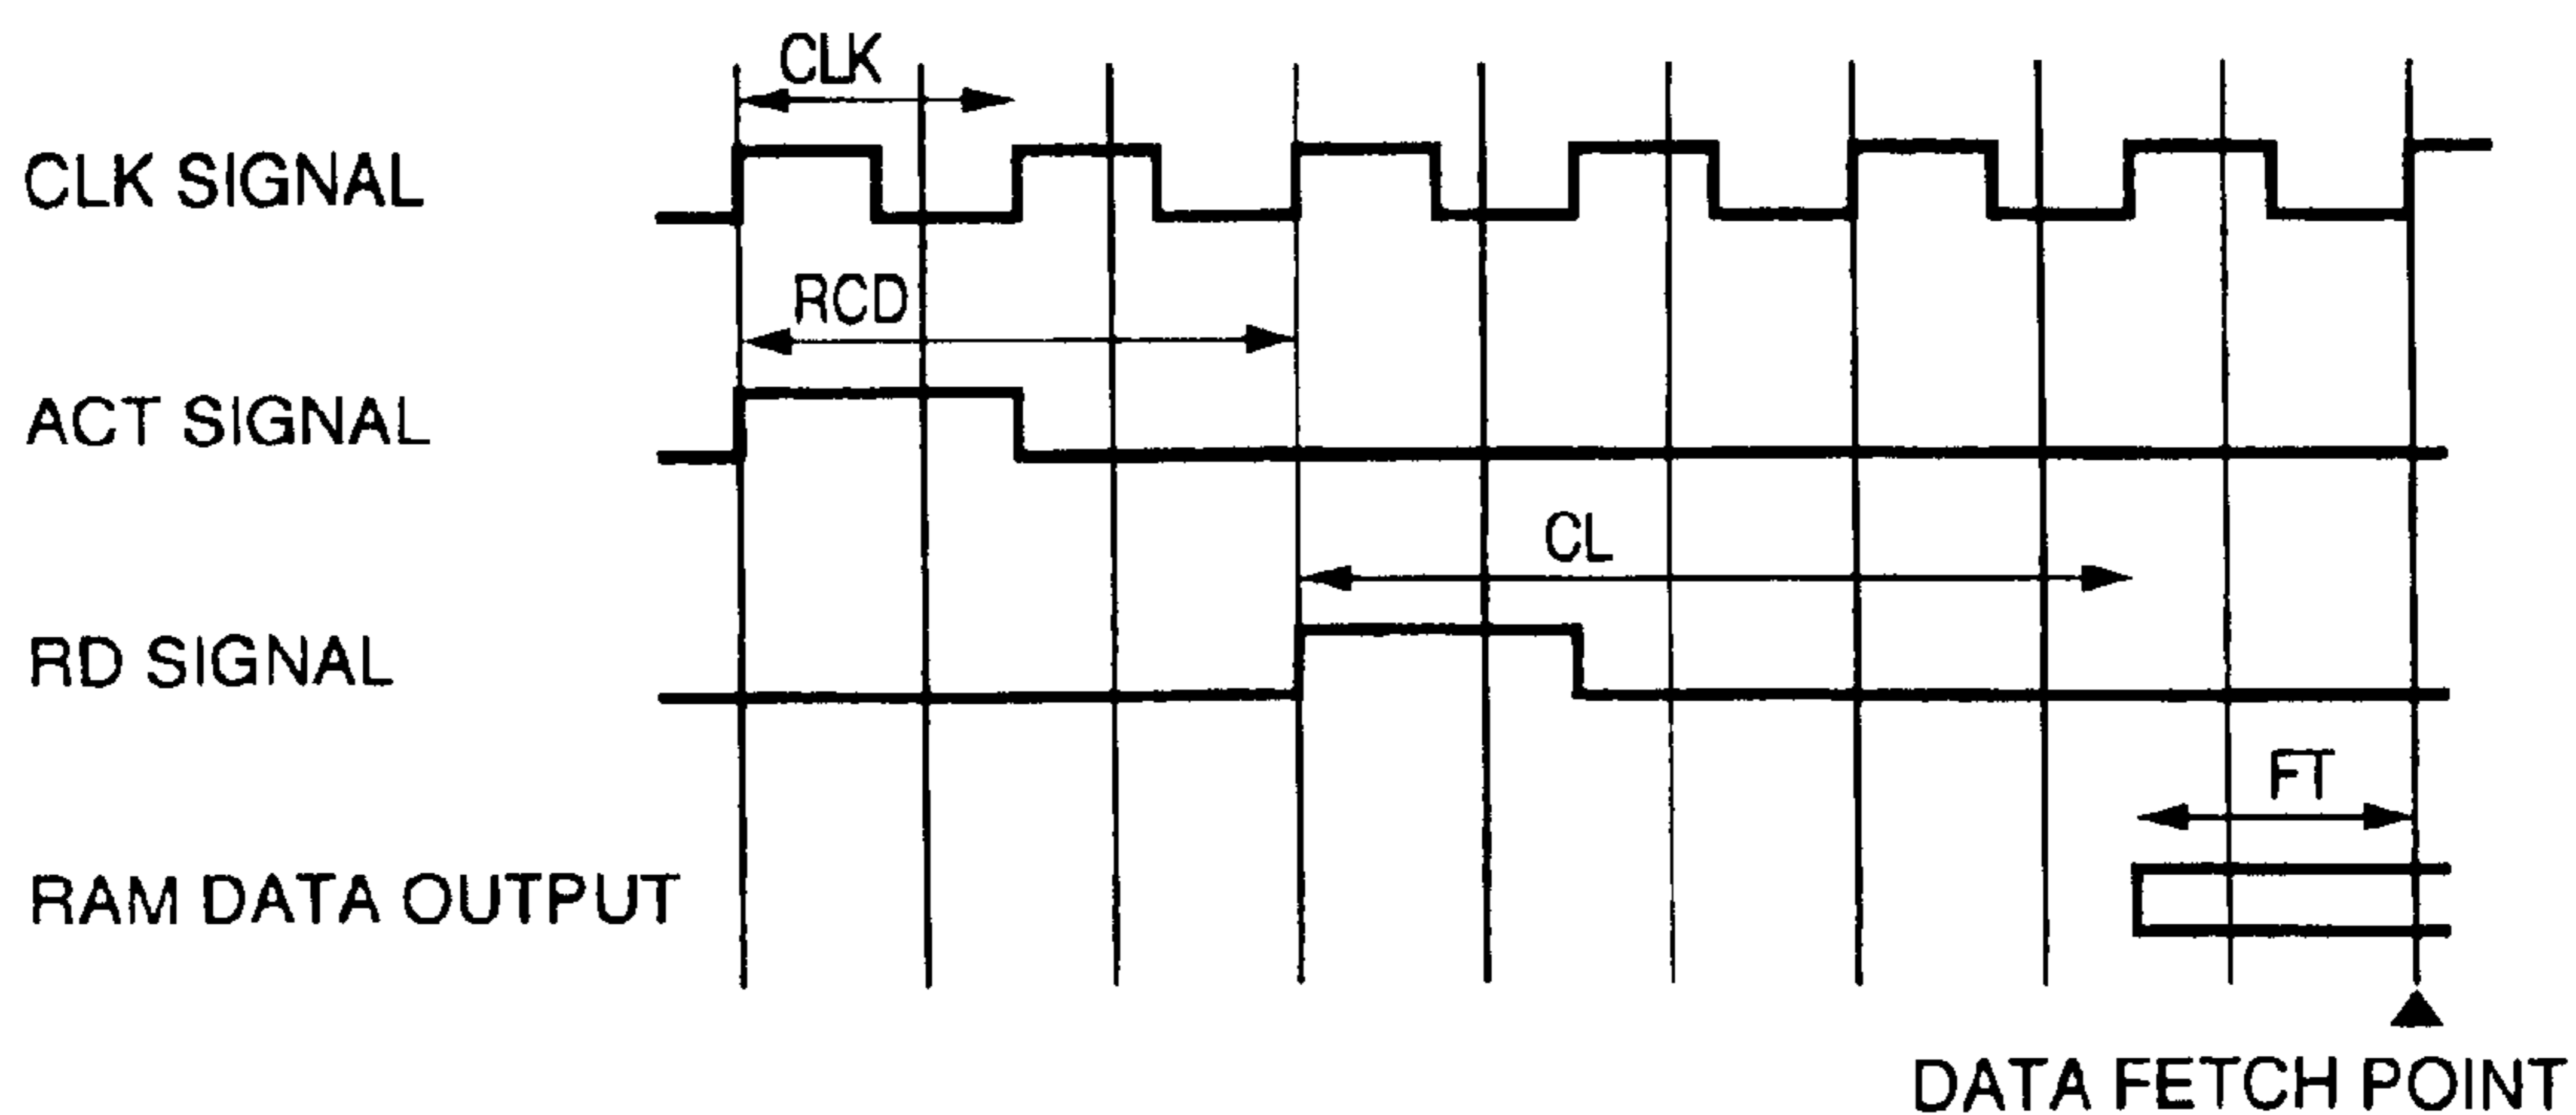 CLK
CLK SIGNAL
RCD
ACT SIGNAL
CL
RD SIGNAL
FT
RAM DATA OUTPUT
DATA FETCH POINT